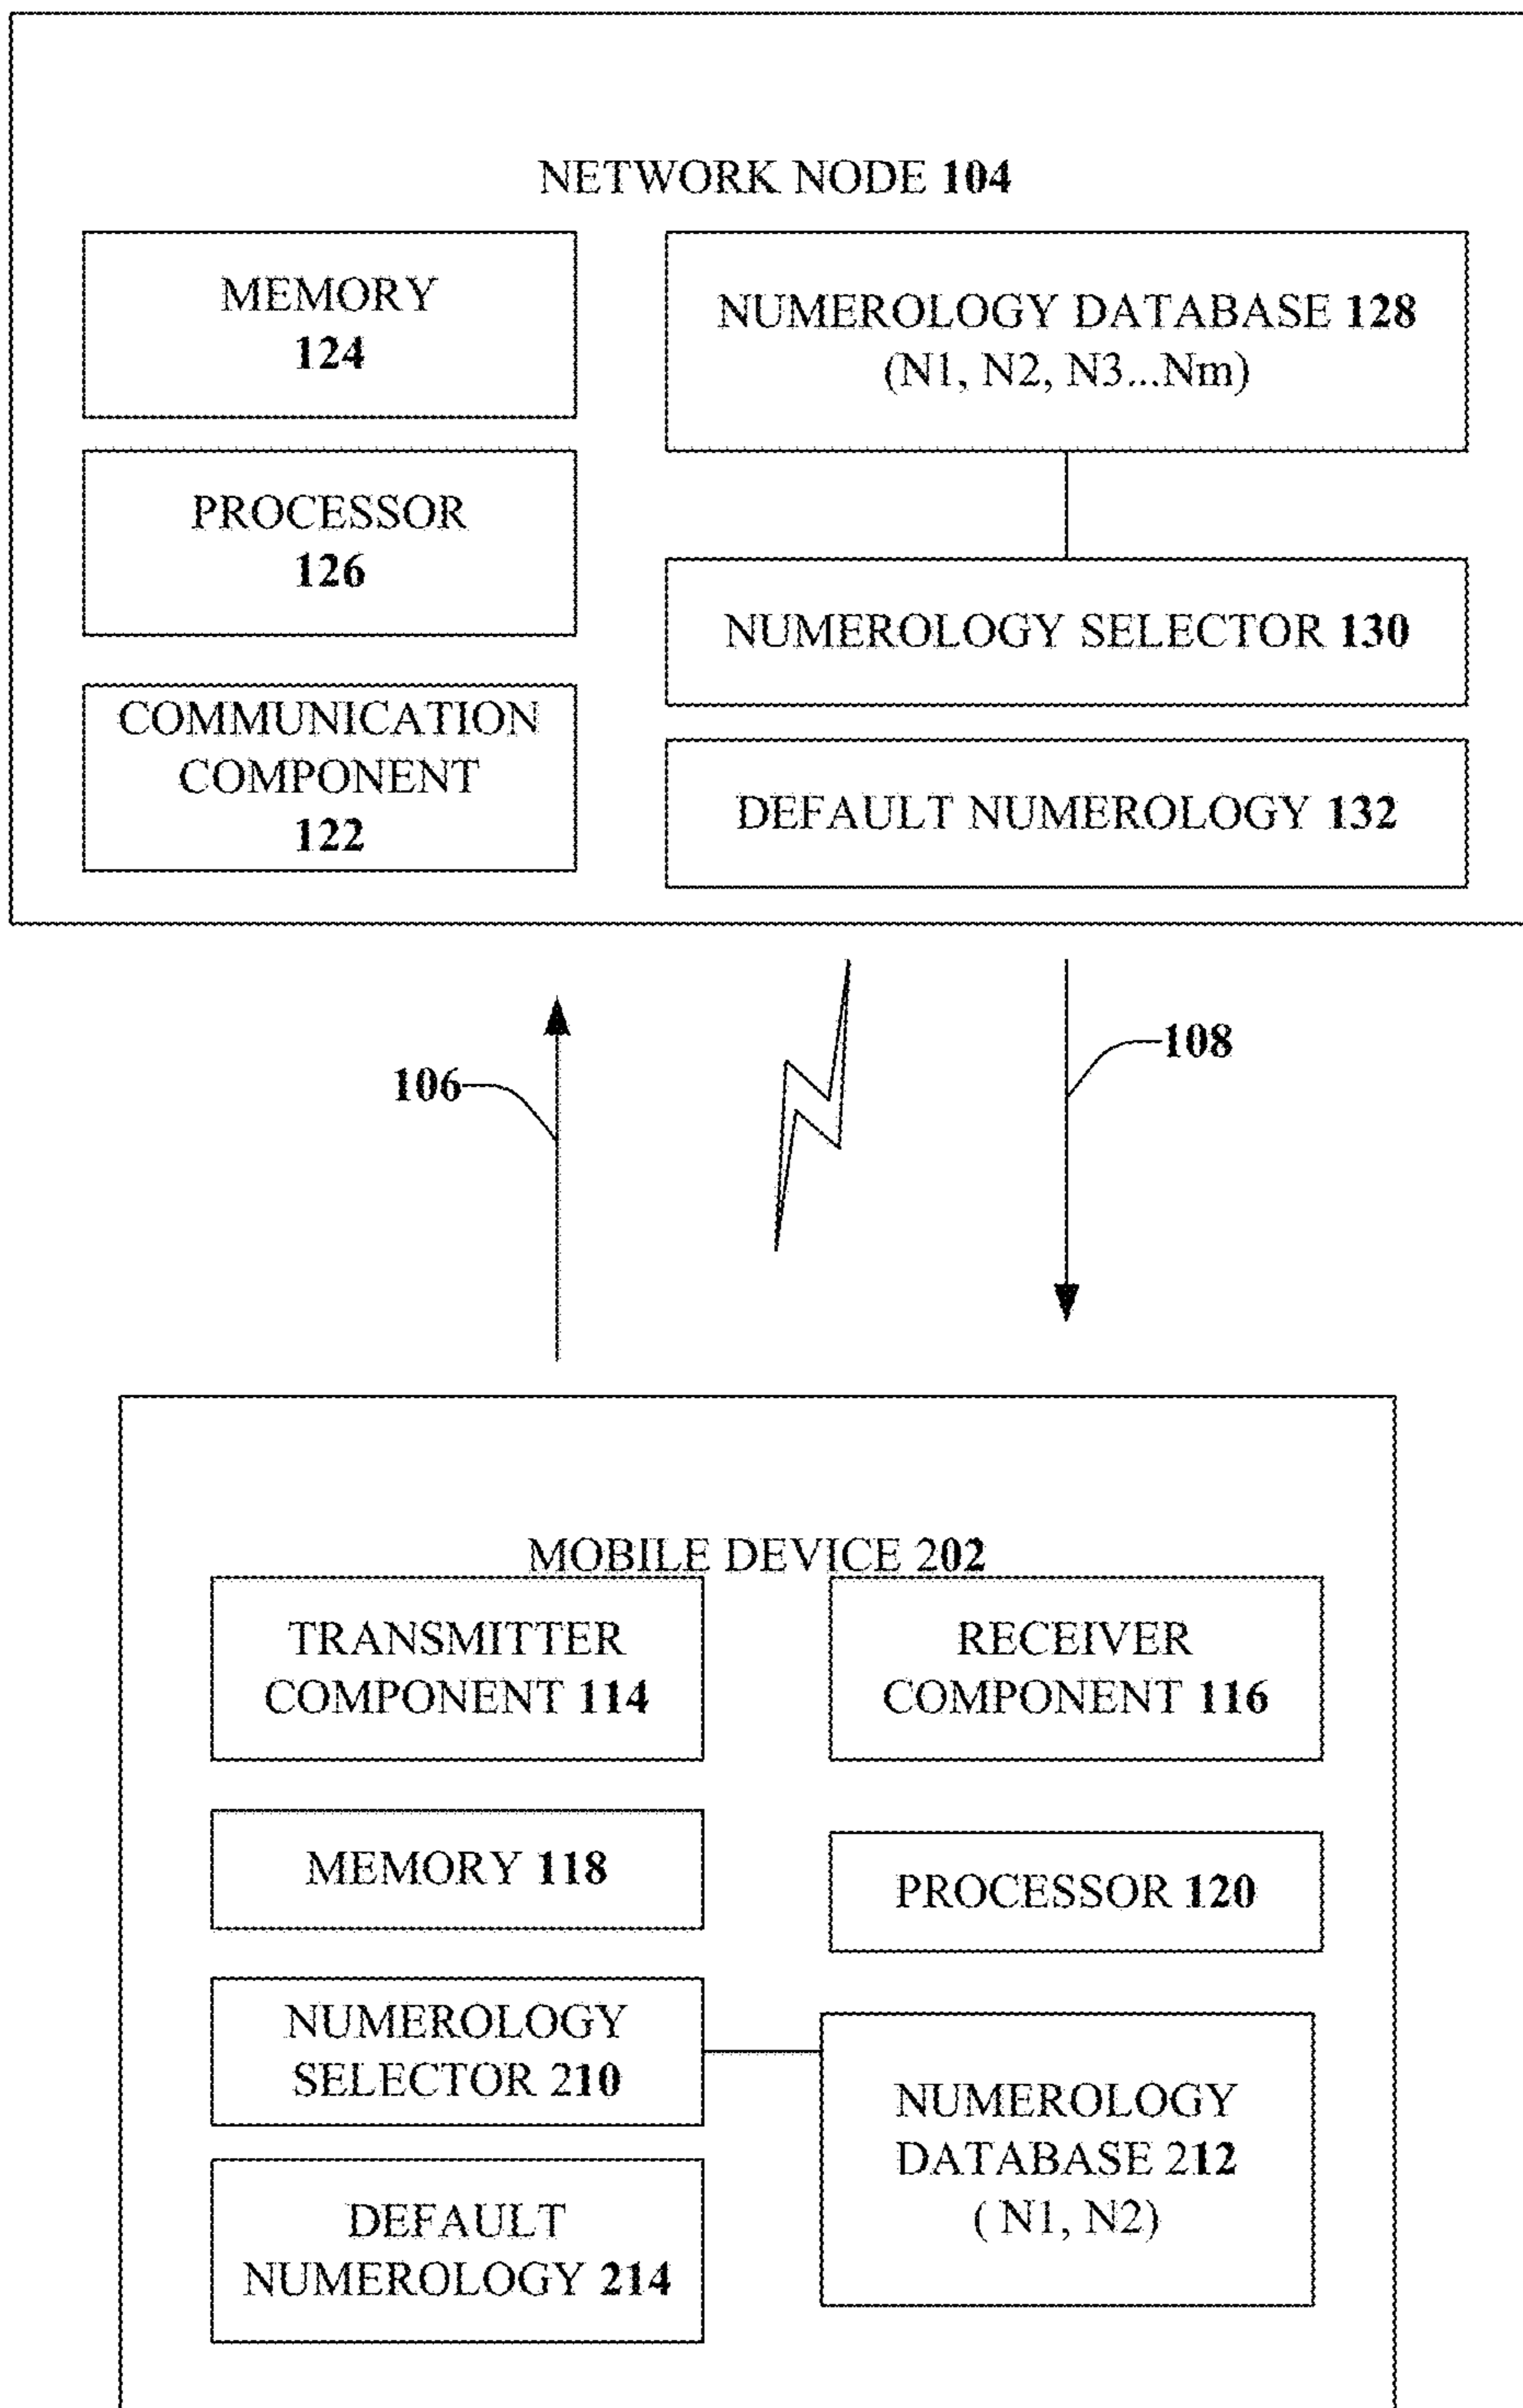 NETWORK NODE 104
MEMORY
124
NUMEROLOGY DATABASE 128
(N1, N2, N3...Nm)
PROCESSOR
126
NUMEROLOGY SELECTOR 130
COMMUNICATION
COMPONENT
122
DEFAULT NUMEROLOGY 132
106
108
MOBILE DEVICE 202
TRANSMITTER
COMPONENT 114
RECEIVER
COMPONENT 116
MEMORY 118
PROCESSOR 120
NUMEROLOGY
SELECTOR 210
NUMEROLOGY
DATABASE 212
( N1, N2)
DEFAULT
NUMEROLOGY 214